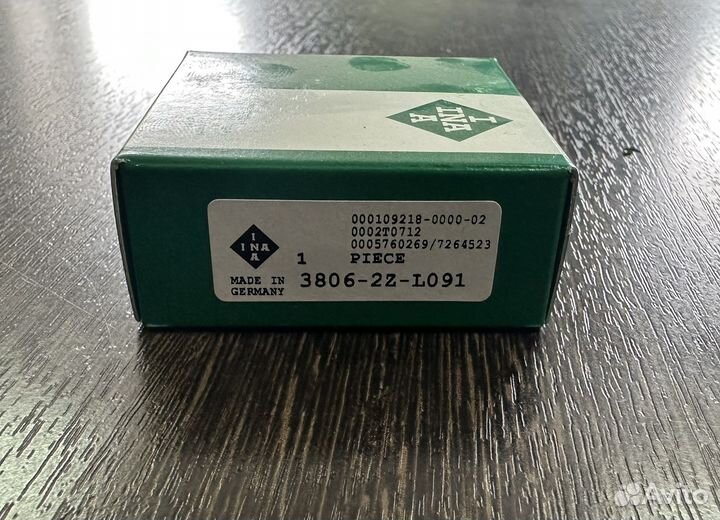 I
INA
A
I
INA
A
000109218-0000-02
0002T0712
0005760269/7264523
1 PIECE
MADE IN
GERMANY
3806-2Z-L091
Avito